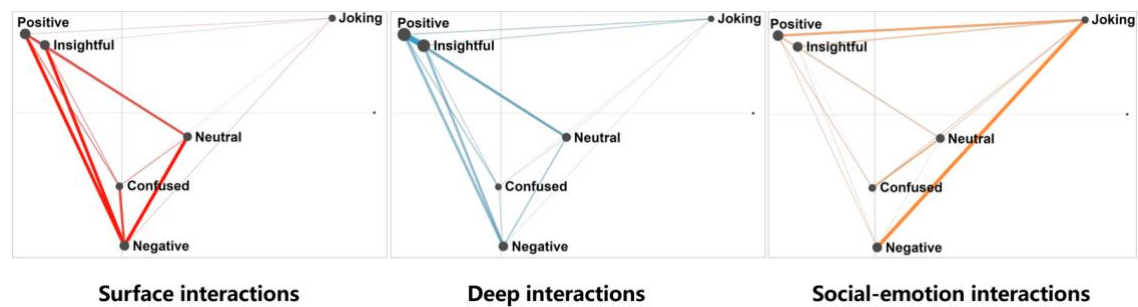 Positive
Joking
Insightful
Neutral
Confused
Negative
Surface interactions
Positive
Joking
Insightful
Neutral
Confused
Negative
Deep interactions
Positive
Joking
Insightful
Neutral
Confused
Negative
Social-emotion interactions